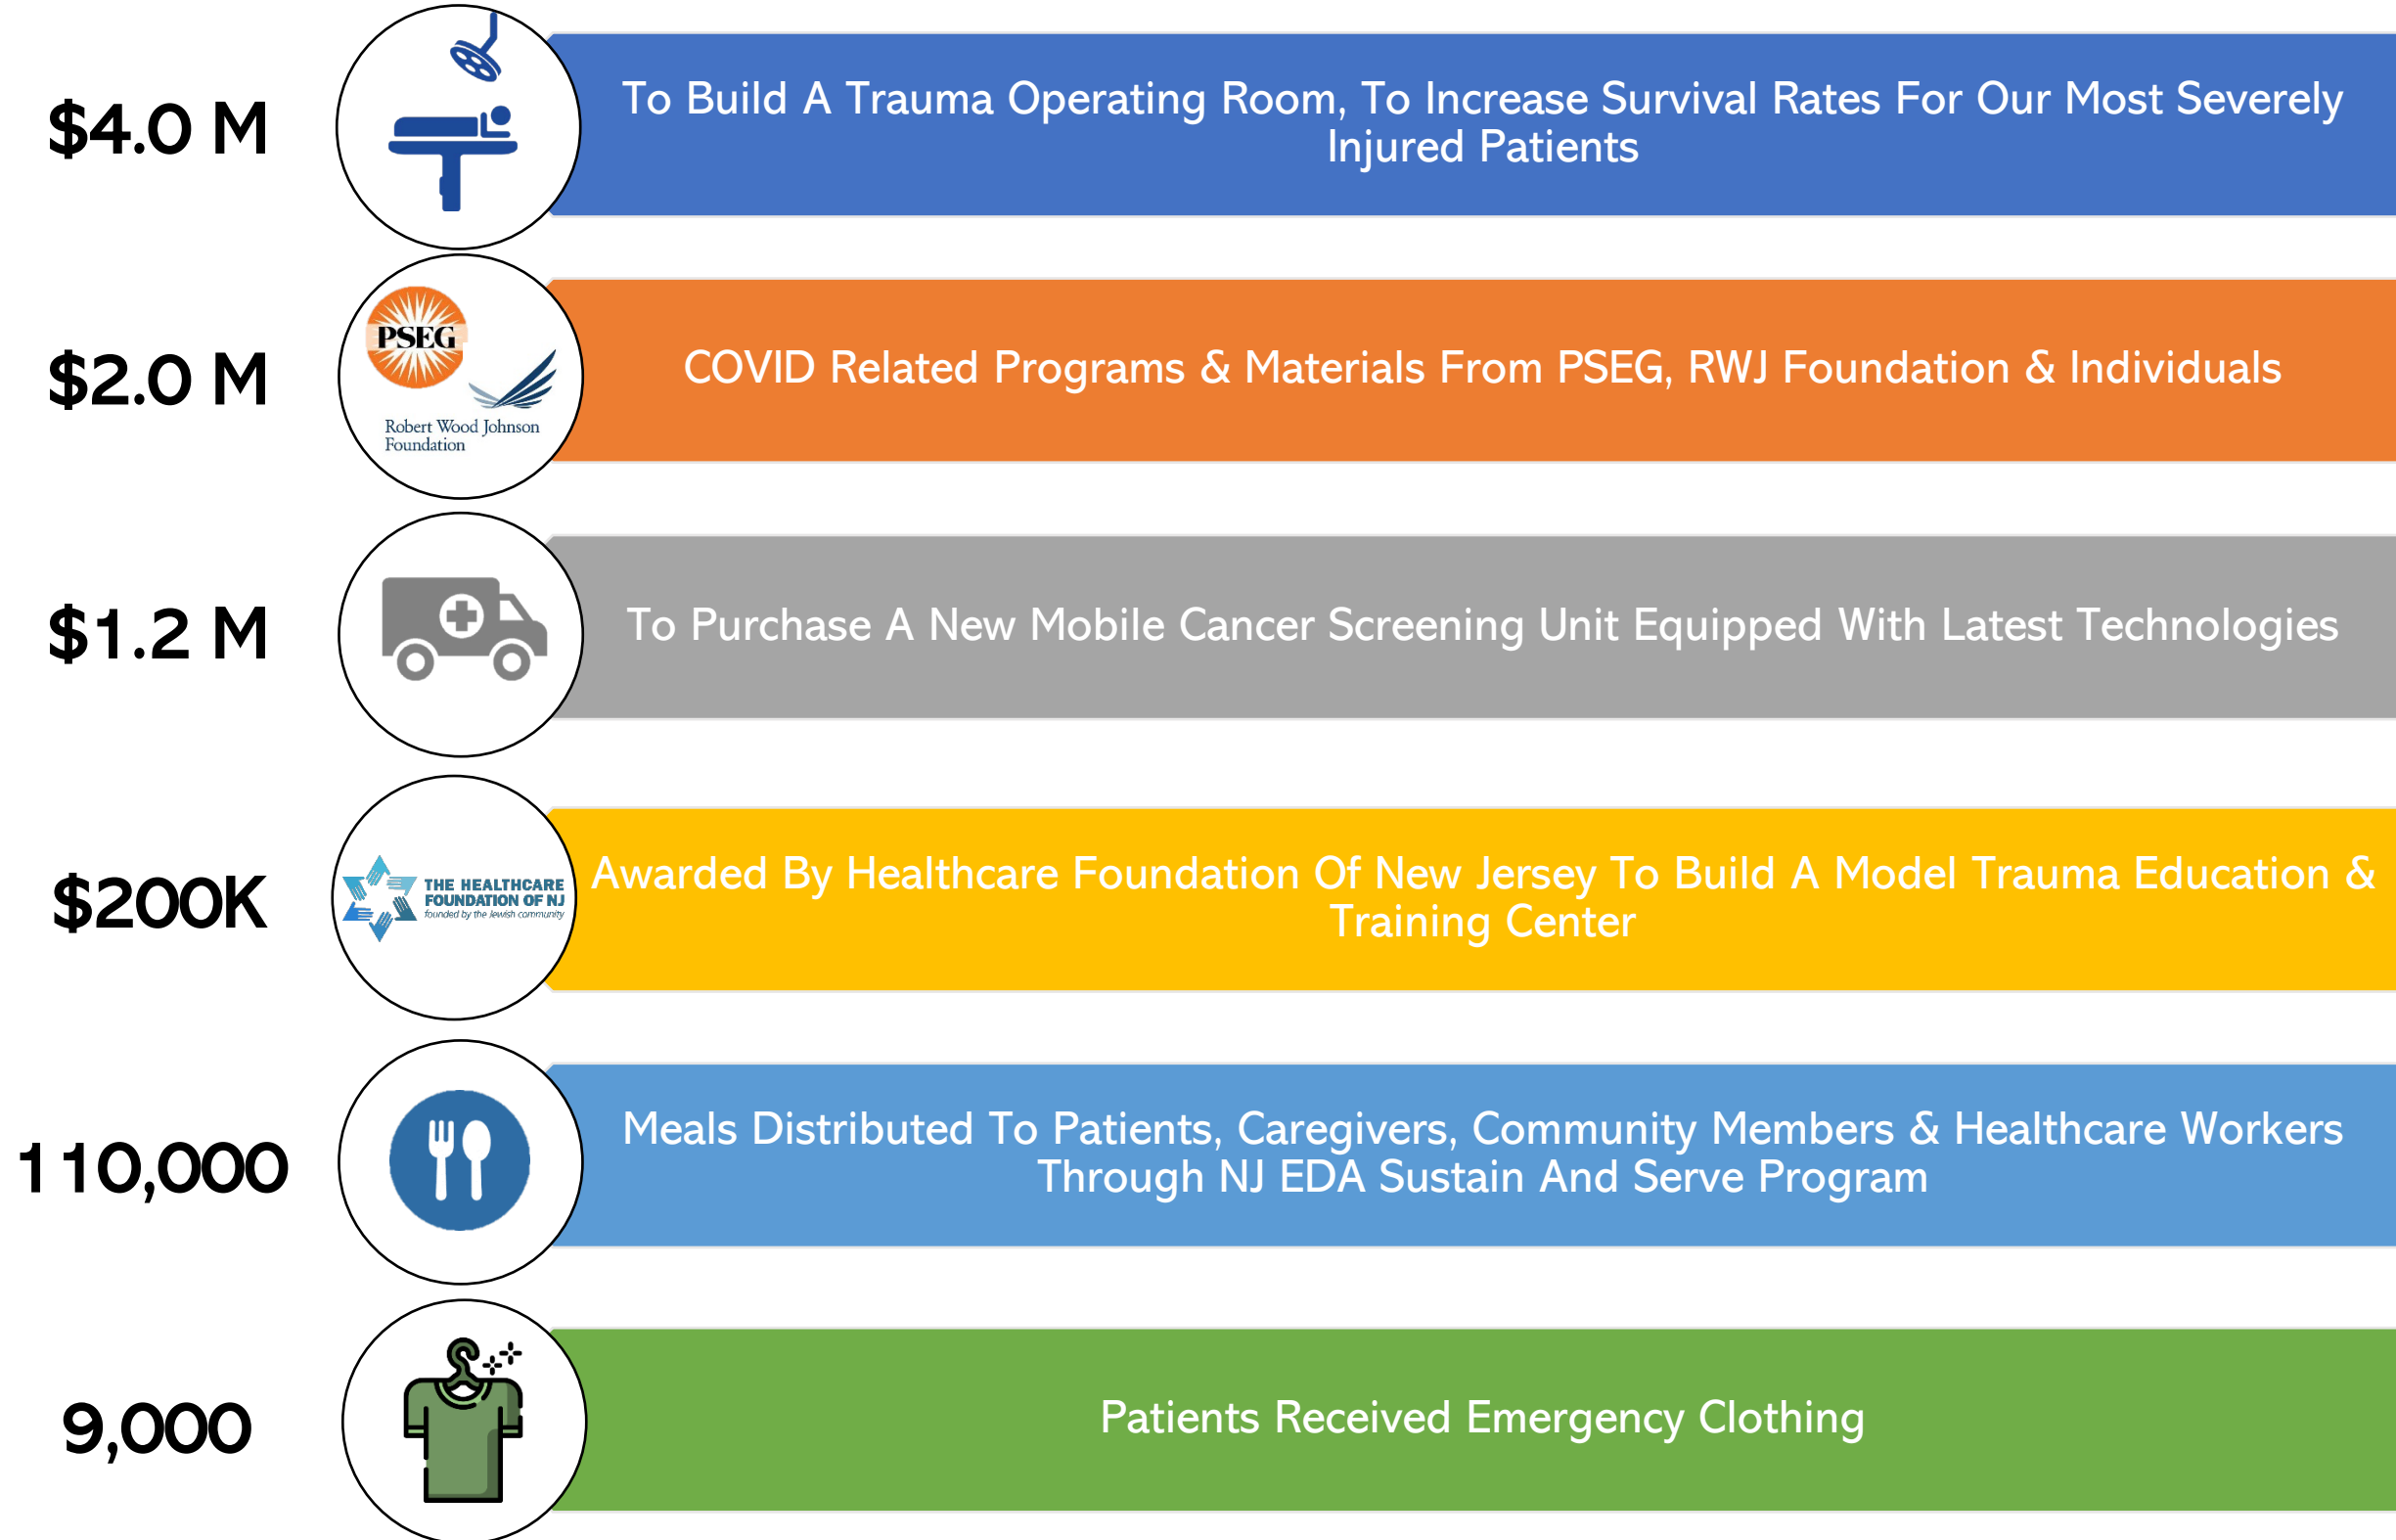 $4.0 M
To Build A Trauma Operating Room, To Increase Survival Rates For Our Most Severely
Injured Patients
$2.0 M
PSEG
Robert Wood Johnson
Foundation
COVID Related Programs & Materials From PSEG, RWJ Foundation & Individuals
$1.2 M
To Purchase A New Mobile Cancer Screening Unit Equipped With Latest Technologies
$200K
THE HEALTHCARE
FOUNDATION OF NJ
founded by the Jewish community
Awarded By Healthcare Foundation Of New Jersey To Build A Model Trauma Education &
Training Center
110,000
Meals Distributed To Patients, Caregivers, Community Members & Healthcare Workers
Through NJ EDA Sustain And Serve Program
9,000
Patients Received Emergency Clothing